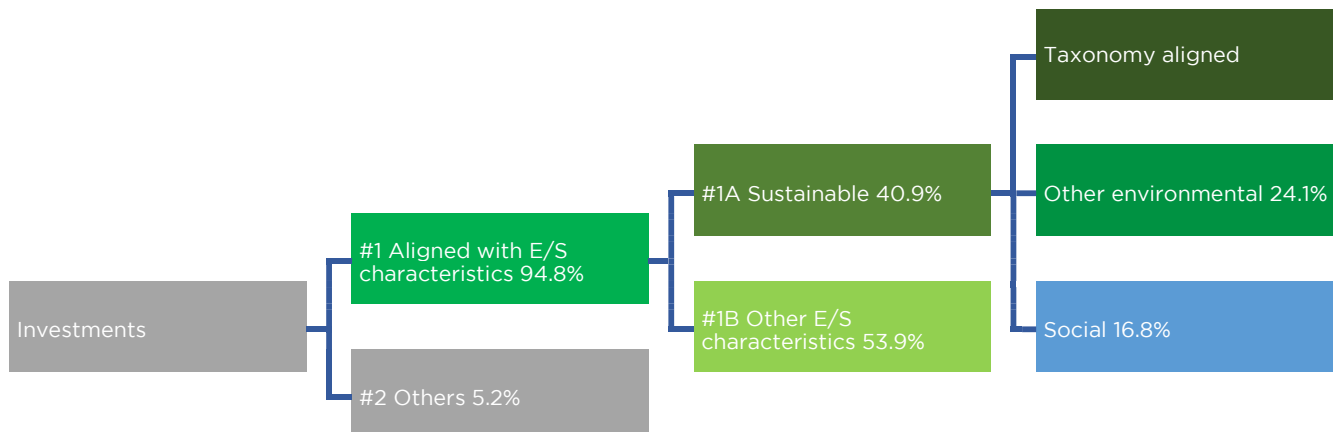 Taxonomy aligned
#1A Sustainable 40.9%
Other environmental 24.1%
#1 Aligned with E/S
characteristics 94.8%
Investments
#1B Other E/S
characteristics 53.9%
Social 16.8%
#2 Others 5.2%